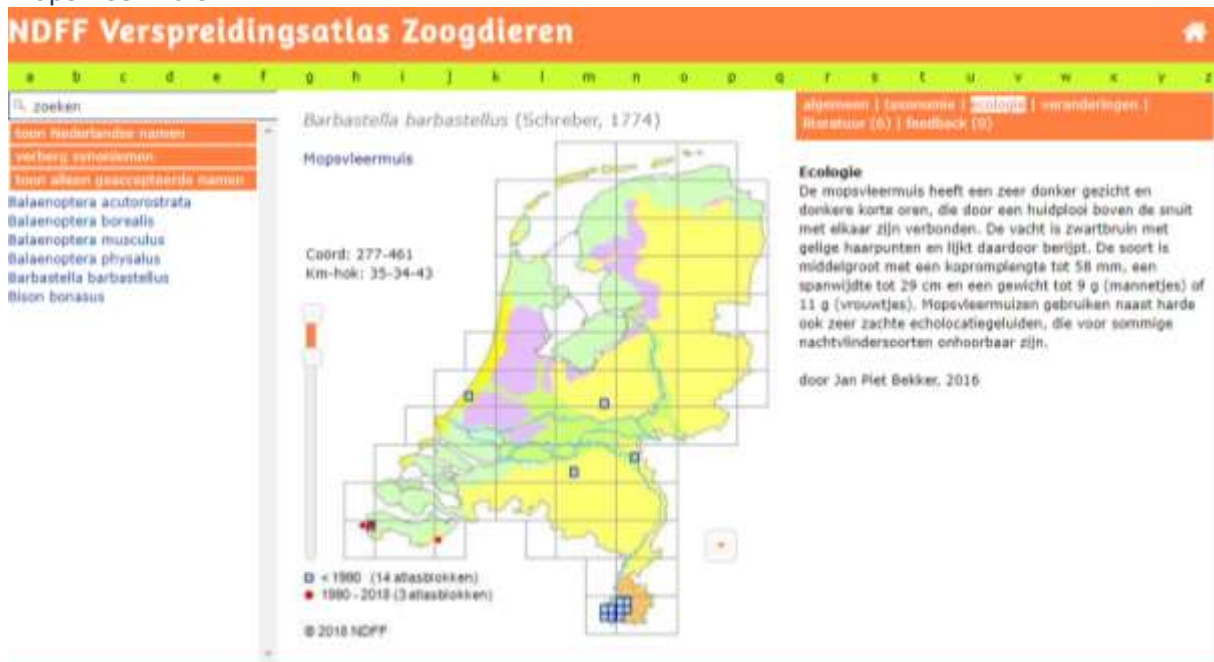 NDFF Verspreidingsatlas Zoogdieren
a b c d e f g h i j k l m n o p q r s t u v w x y z
zoeken
toon Nederlandse namen
verberg synoniemen
toon alleen geaccepteerde namen
Balaenoptera acutorostrata
Balaenoptera borealis
Balaenoptera musculus
Balaenoptera physalus
Barbastella barbastellus
Bison bonasus
Barbastella barbastellus (Schreber, 1774)
Mopsvleermuis
Coörd: 277-461
Km-hok: 35-34-43
< 1980 (14 atlasblokken)
1980 - 2018 (3 atlasblokken)
© 2018 NDFF
algemeen | taxonomie | ecologie | veranderingen |
literatuur (6) | feedback (0)
Ecologie
De mopsvleermuis heeft een zeer donker gezicht en
donkere korte oren, die door een huidplooi boven de snuit
met elkaar zijn verbonden. De vacht is zwartbruin met
gelige haarpunten en lijkt daardoor berijpt. De soort is
middelgroot met een kopromplengte tot 58 mm, een
spanwijdte tot 29 cm en een gewicht tot 9 g (mannetjes) of
11 g (vrouwtjes). Mopsvleermuizen gebruiken naast harde
ook zeer zachte echolocatiegeluiden, die voor sommige
nachtvlindersoorten onhoorbaar zijn.
door Jan Piet Bekker, 2016